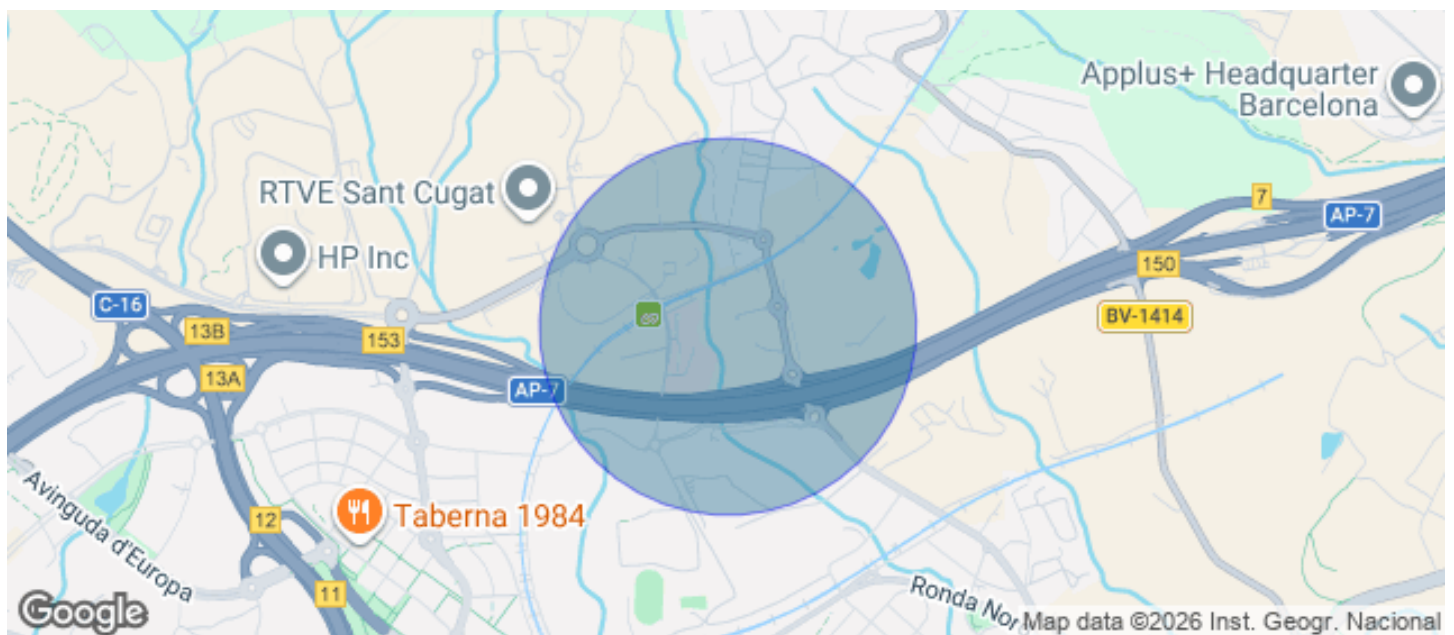 Applus+ Headquarter
Barcelona
RTVE Sant Cugat
7
AP-7
HP Inc
150
C-16
13B
153
BV-1414
13A
AP-7
Taberna 1984
12
Avinguda d'Europa
11
Ronda Nor
Google
Map data ©2026 Inst. Geogr. Nacional